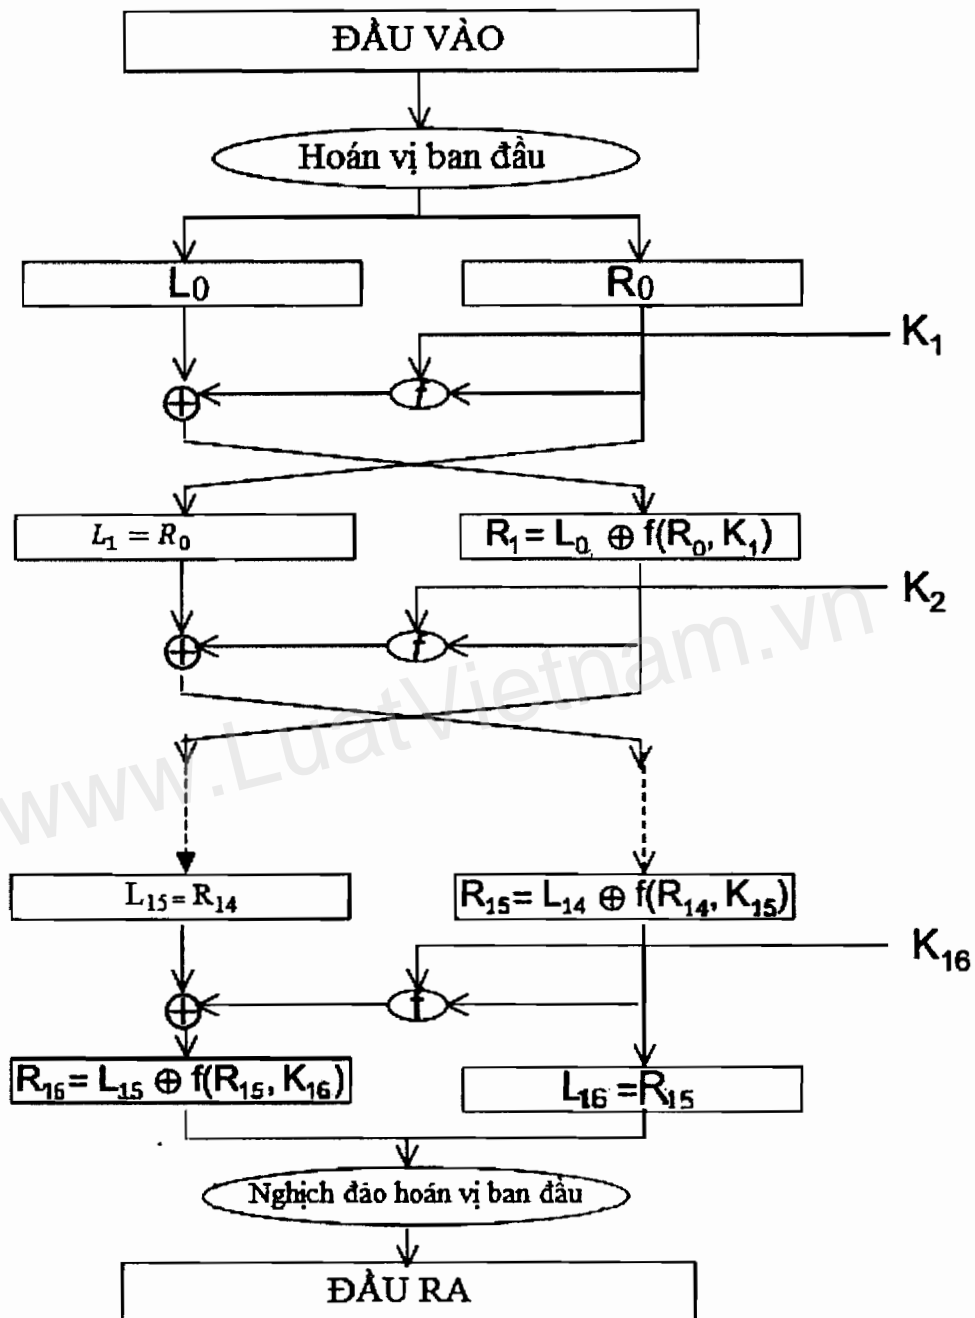 ĐẦU VÀO
Hoán vị ban đầu
L0 R0
K1
f
L1 = R0 R1 = L0 ⊕ f(R0, K1)
K2
f
www.LuatVietnam.vn
L15 = R14 R15 = L14 ⊕ f(R14, K15)
K16
f
R16 = L15 ⊕ f(R15, K16) L16 = R15
Nghịch đảo hoán vị ban đầu
ĐẦU RA